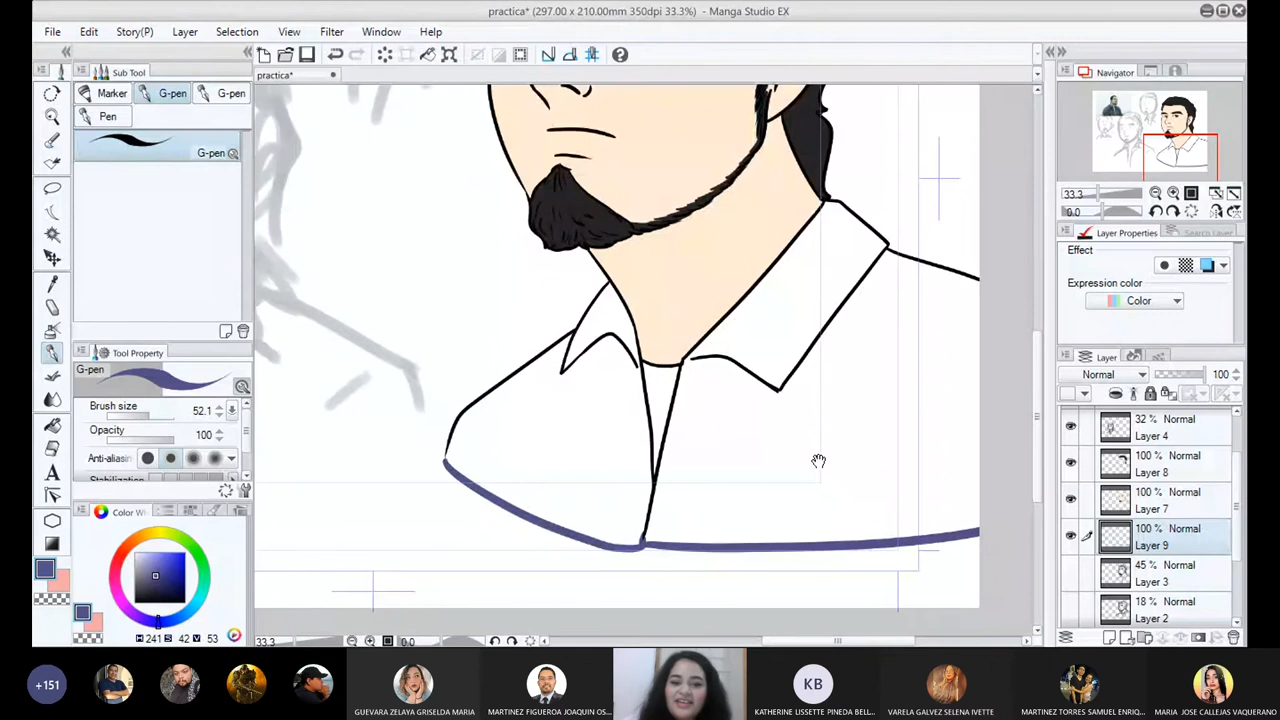 practica* (297.00 x 210.00mm 350dpi 33.3%) - Manga Studio EX
File Edit Story(P) Layer Selection View Filter Window Help
Sub Tool
practica*
Navigator
Marker G-pen G-pen
Pen
G-pen
33.3
0.0
Layer Properties Search Layer
Effect
Expression color
Color
Tool Property
G-pen
Layer
Normal 100
Brush size 52.1
Opacity 100
Anti-aliasin
Stabilization
32 % Normal
Layer 4
100 % Normal
Layer 8
100 % Normal
Layer 7
100 % Normal
Layer 9
45 % Normal
Layer 3
18 % Normal
Layer 2
Color W
H 241 S 42 V 53
33.3 0.0
+151
KB
GUEVARA ZELAYA GRISELDA MARIA
MARTINEZ FIGUEROA JOAQUIN OS...
KATHERINE LISSETTE PINEDA BELL...
VARELA GALVEZ SELENA IVETTE
MARTINEZ TORRES SAMUEL ENRIQ...
MARIA JOSE CALLEJAS VAQUERANO